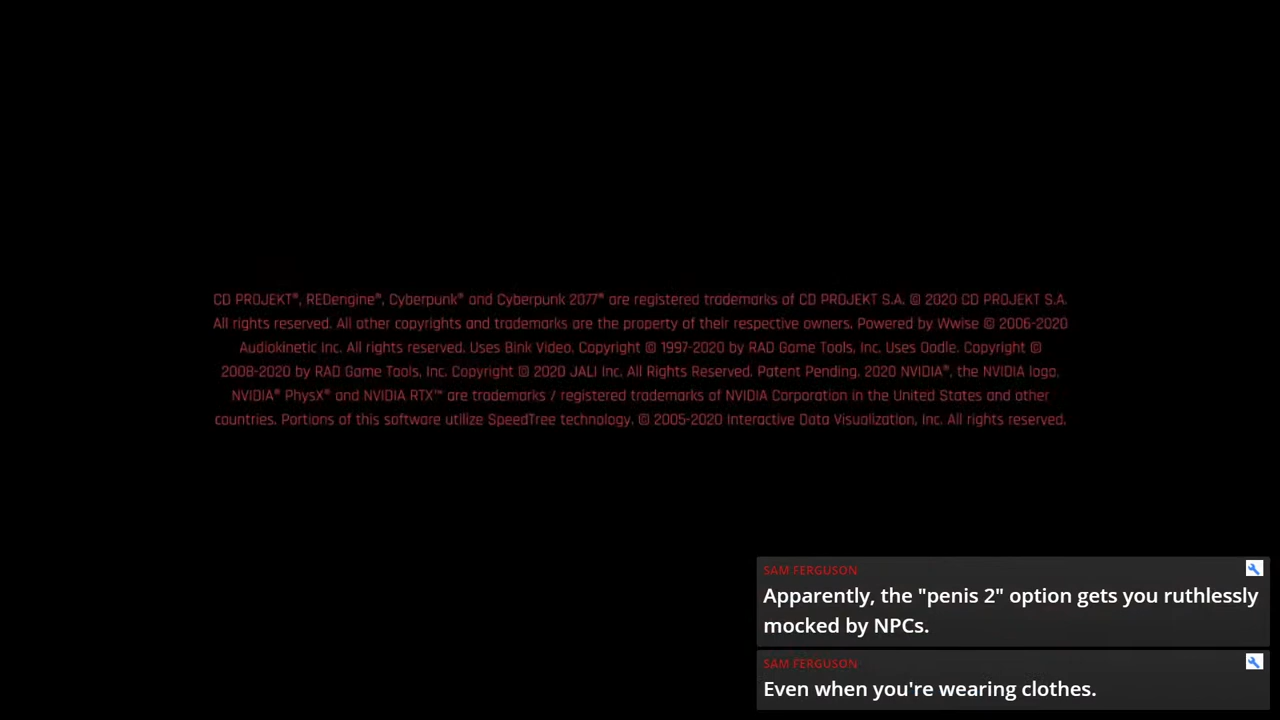 CD PROJEKT®, REDengine®, Cyberpunk® and Cyberpunk 2077® are registered trademarks of CD PROJEKT S.A. © 2020 CD PROJEKT S.A.
All rights reserved. All other copyrights and trademarks are the property of their respective owners. Powered by Wwise © 2006-2020
Audiokinetic Inc. All rights reserved. Uses Bink Video. Copyright © 1997-2020 by RAD Game Tools, Inc. Uses Oodle. Copyright ©
2008-2020 by RAD Game Tools, Inc. Copyright © 2020 JALI Inc. All Rights Reserved. Patent Pending. 2020 NVIDIA®, the NVIDIA logo,
NVIDIA® PhysX® and NVIDIA RTX™ are trademarks / registered trademarks of NVIDIA Corporation in the United States and other
countries. Portions of this software utilize SpeedTree technology. © 2005-2020 Interactive Data Visualization, Inc. All rights reserved.
SAM FERGUSON
Apparently, the "penis 2" option gets you ruthlessly
mocked by NPCs.
SAM FERGUSON
Even when you're wearing clothes.